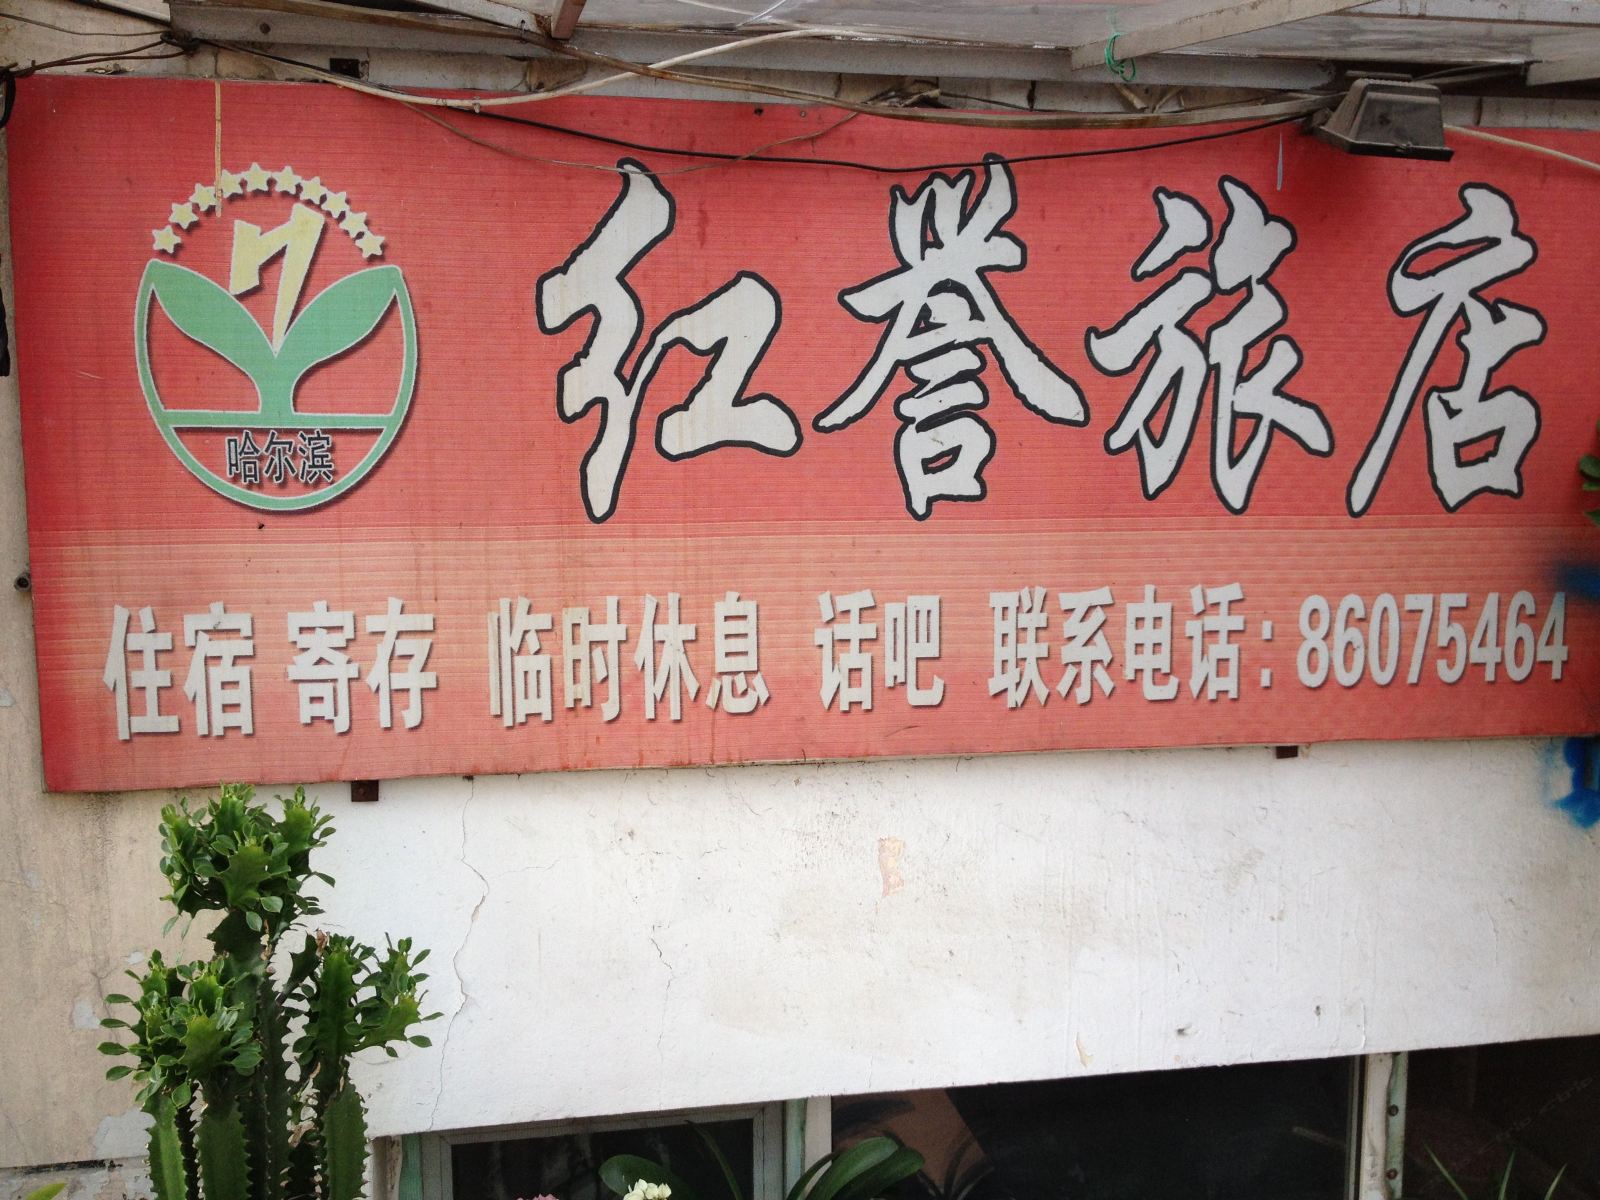 红誉旅店
哈尔滨
住宿 寄存 临时休息 话吧 联系电话：86075464